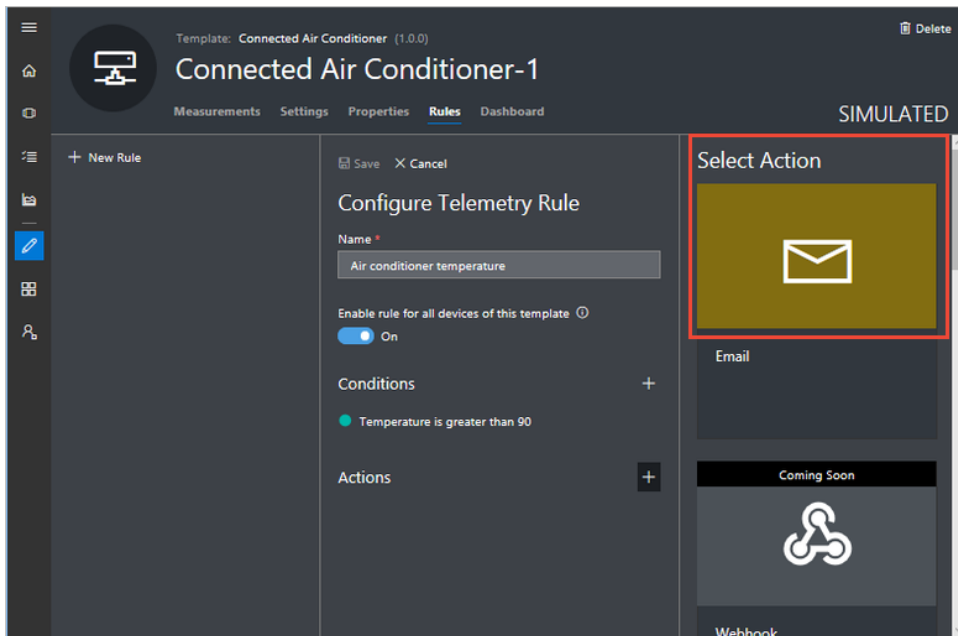 Template: Connected Air Conditioner (1.0.0)
Delete
Connected Air Conditioner-1
Measurements Settings Properties Rules Dashboard
SIMULATED
+ New Rule
Save Cancel
Configure Telemetry Rule
Name *
Air conditioner temperature
Enable rule for all devices of this template
On
Conditions +
Temperature is greater than 90
Actions +
Select Action
Email
Coming Soon
Webhook